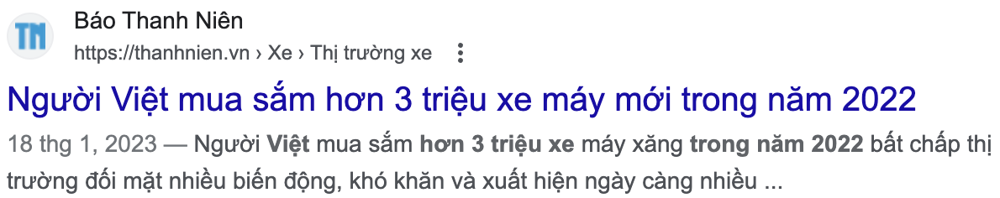 TN
Báo Thanh Niên
https://thanhnien.vn › Xe › Thị trường xe
Người Việt mua sắm hơn 3 triệu xe máy mới trong năm 2022
18 thg 1, 2023 — Người Việt mua sắm hơn 3 triệu xe máy xăng trong năm 2022 bất chấp thị
trường đối mặt nhiều biến động, khó khăn và xuất hiện ngày càng nhiều ...